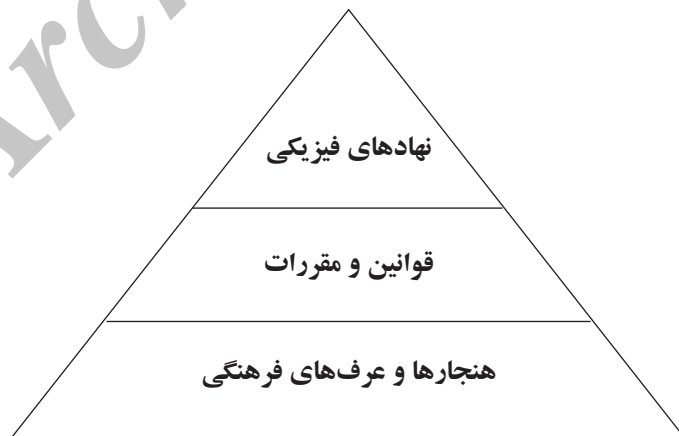 نهادهای فیزیکی
قوانین و مقررات
هنجارها و عرف‌های فرهنگی